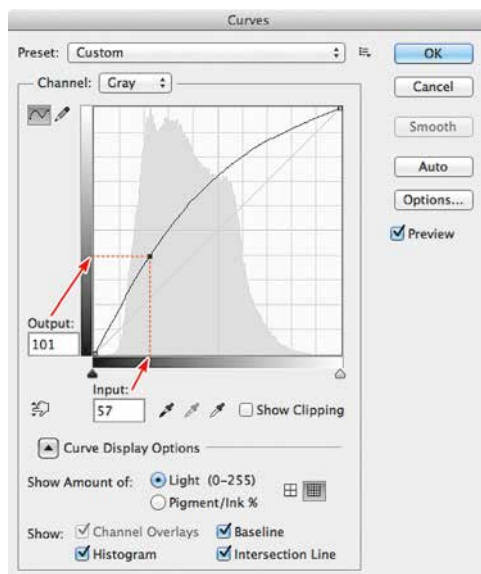 Curves
Preset: Custom
OK
Channel: Gray
Cancel
Smooth
Auto
Options...
Preview
Output:
101
Input:
57
Show Clipping
Curve Display Options
Show Amount of: Light (0–255)
Pigment/Ink %
Show: Channel Overlays Baseline
Histogram Intersection Line